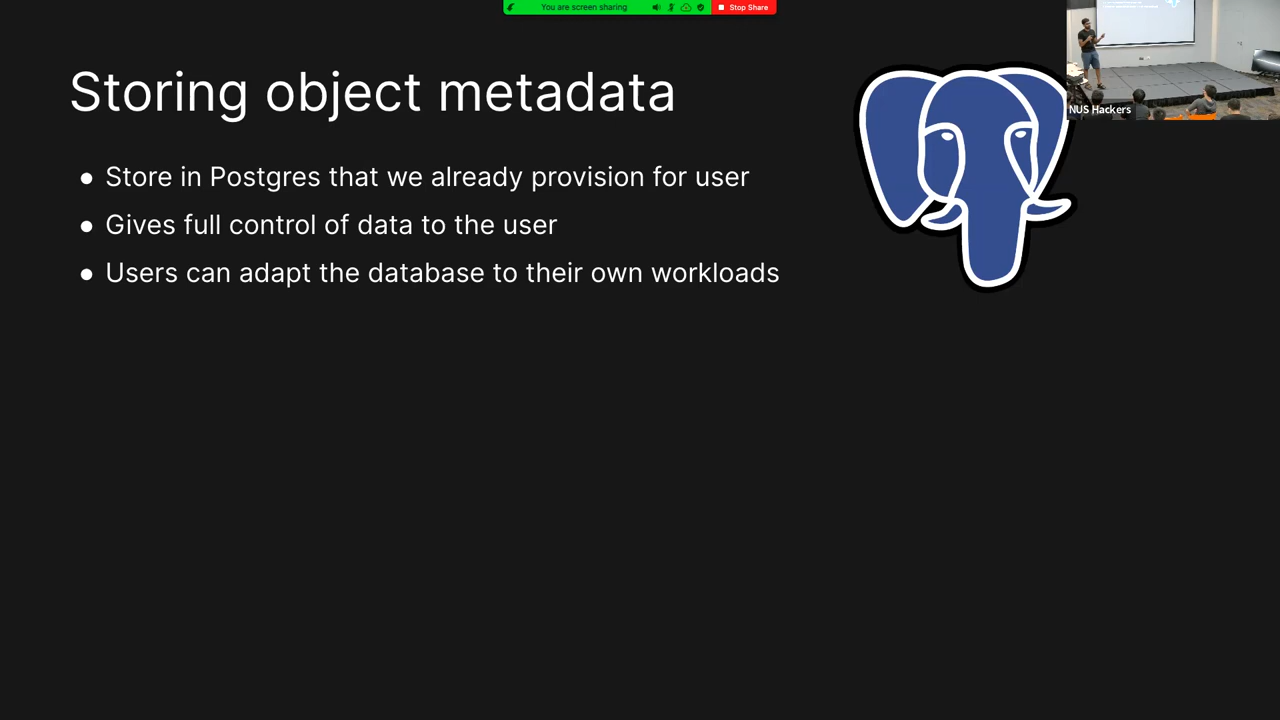 You are screen sharing
Stop Share
Storing object metadata
NUS Hackers
● Store in Postgres that we already provision for user
● Gives full control of data to the user
● Users can adapt the database to their own workloads